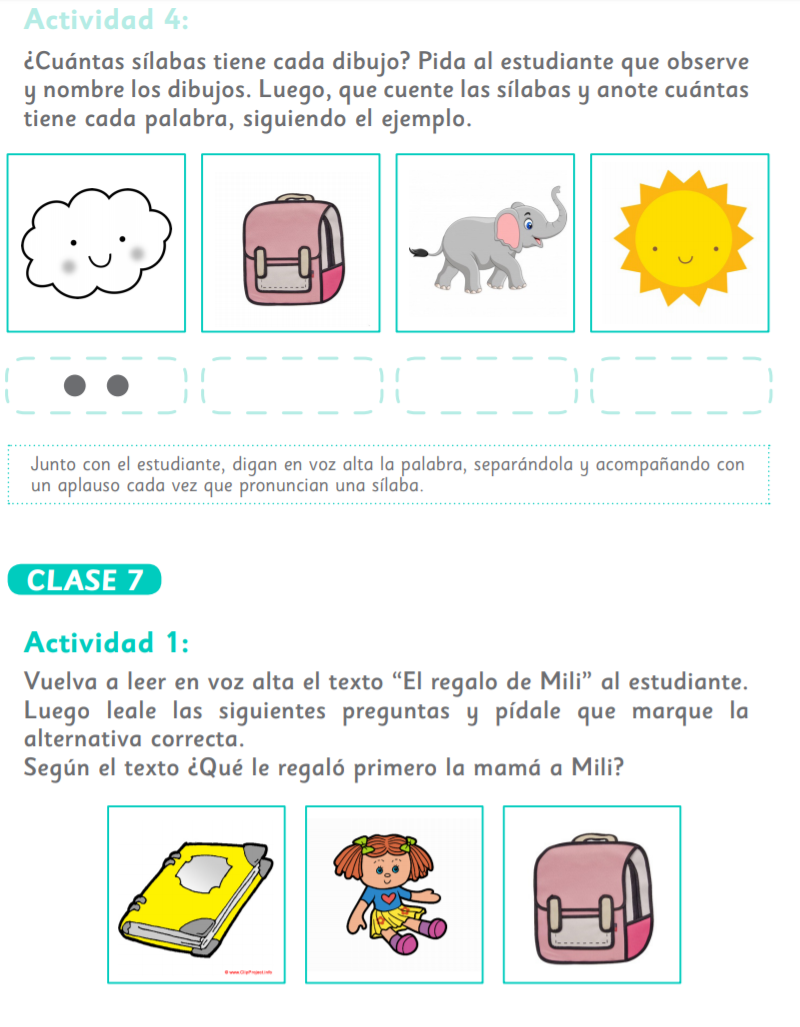 Actividad 4:
¿Cuántas sílabas tiene cada dibujo? Pida al estudiante que observe
y nombre los dibujos. Luego, que cuente las sílabas y anote cuántas
tiene cada palabra, siguiendo el ejemplo.
Junto con el estudiante, digan en voz alta la palabra, separándola y acompañando con
un aplauso cada vez que pronuncian una sílaba.
CLASE 7
Actividad 1:
Vuelva a leer en voz alta el texto “El regalo de Mili” al estudiante.
Luego leale las siguientes preguntas y pídale que marque la
alternativa correcta.
Según el texto ¿Qué le regaló primero la mamá a Mili?
© www.ClipProject.info